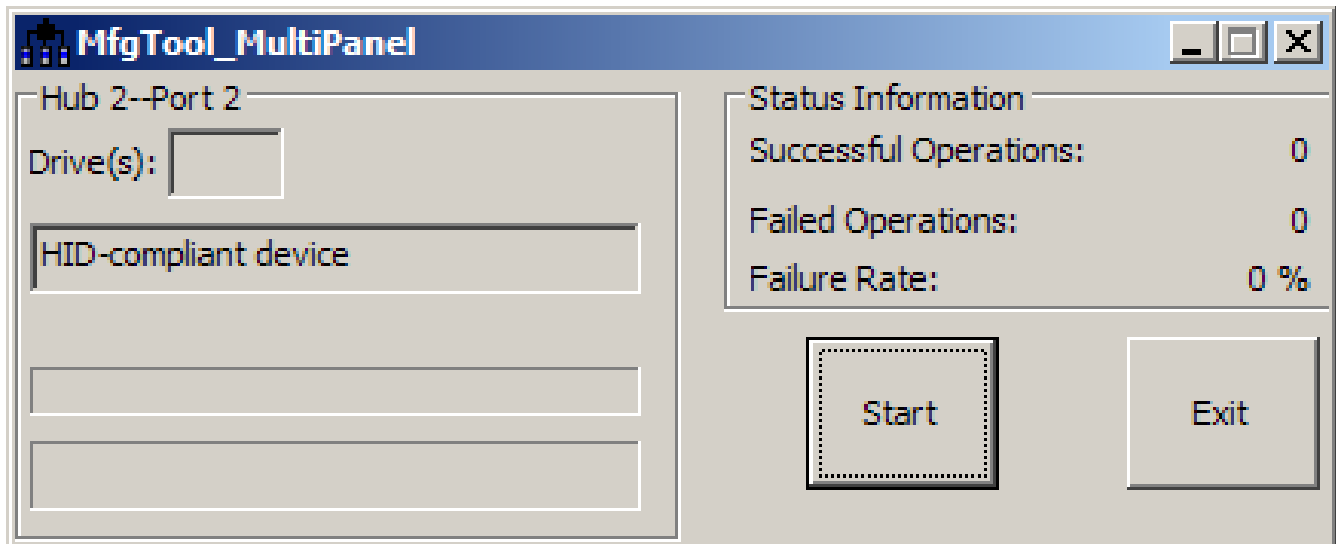 MfgTool_MultiPanel
Hub 2--Port 2
Drive(s):
HID-compliant device
Status Information
Successful Operations: 0
Failed Operations: 0
Failure Rate: 0 %
Start
Exit